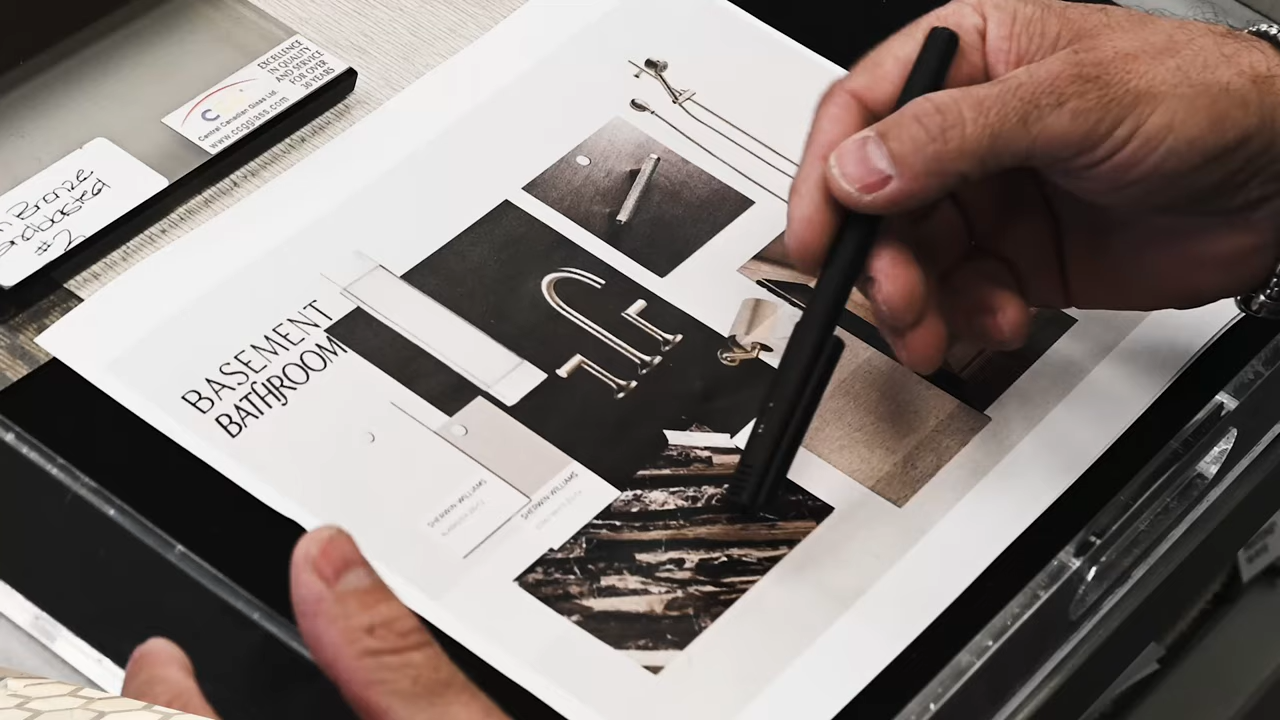 EXCELLENCE
IN QUALITY
AND SERVICE
FOR OVER
30 YEARS
Central Canadian Glass Ltd.
www.ccgglass.com
Bronze
#2
BASEMENT
BATHROOM
SHERWIN WILLIAMS
SHERWIN WILLIAMS